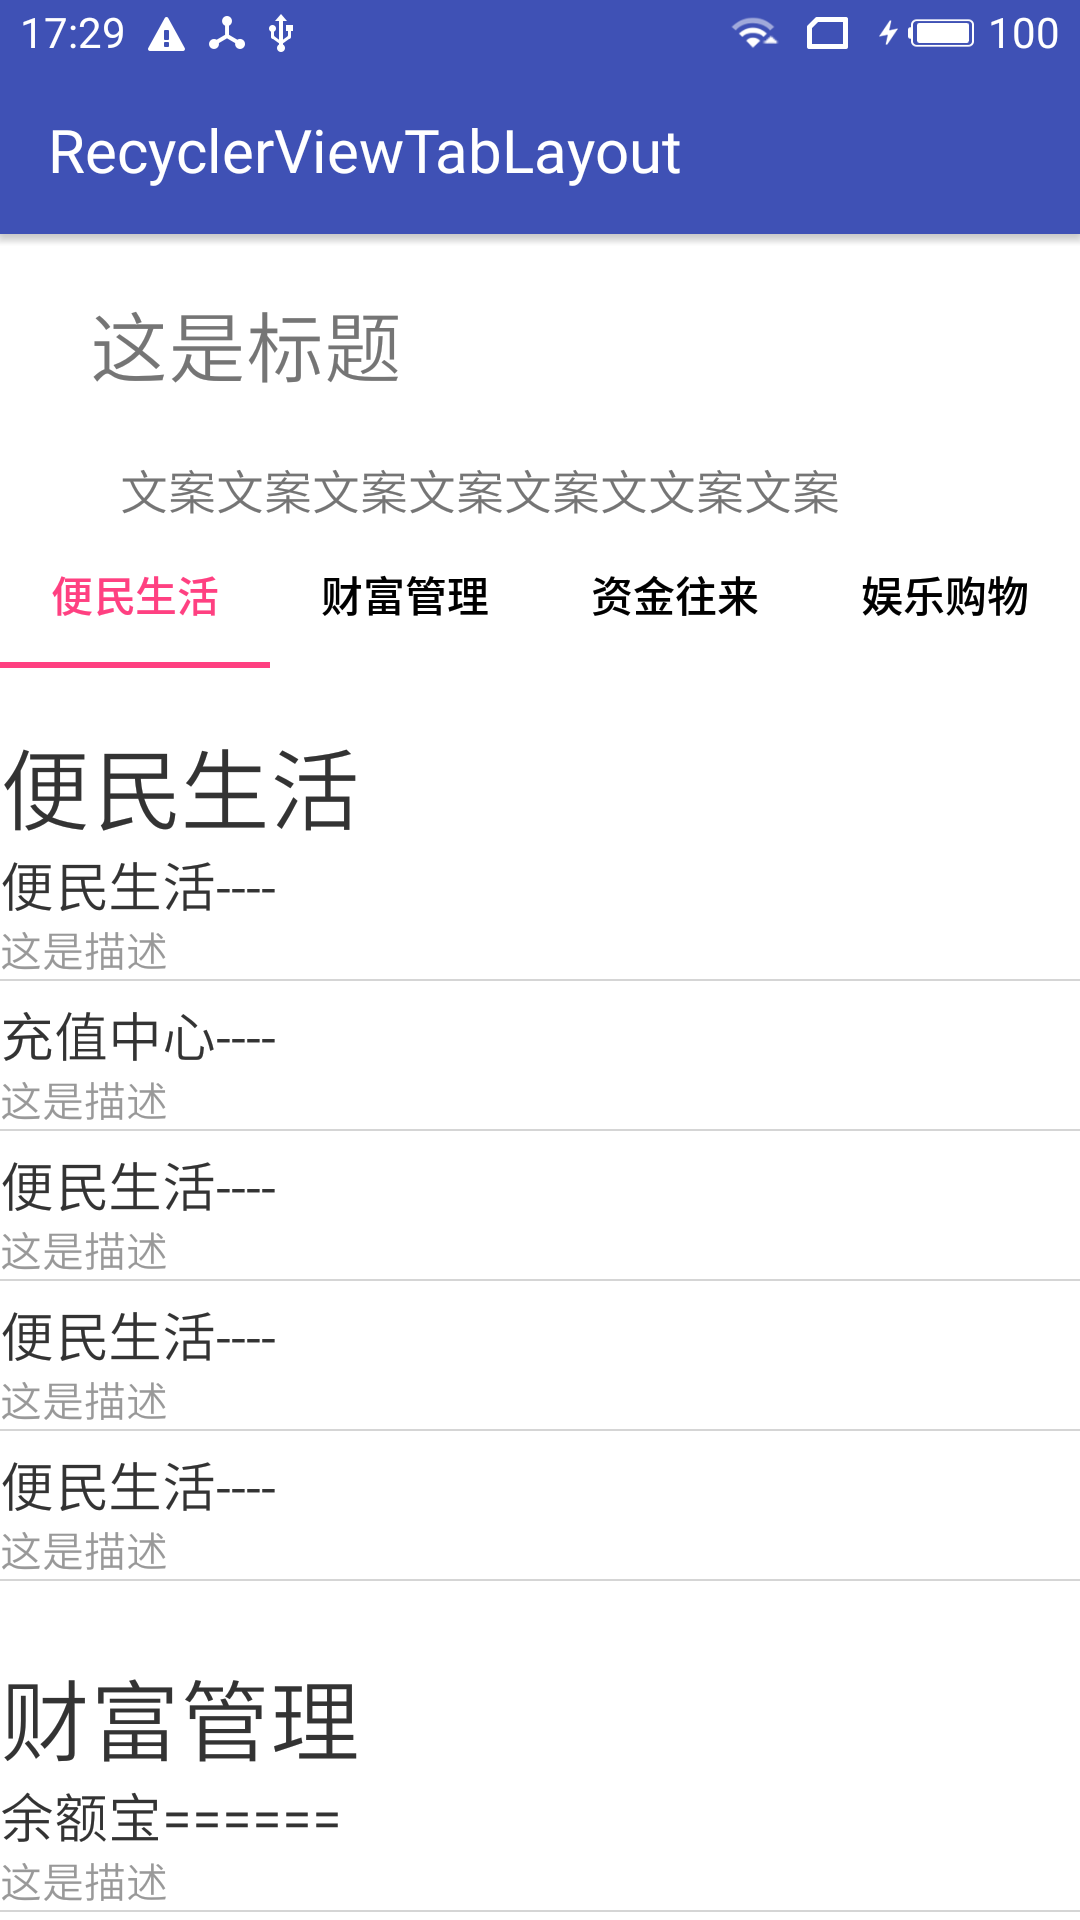 17:29 100
RecyclerViewTabLayout
这是标题
文案文案文案文案文案文文案文案
便民生活 财富管理 资金往来 娱乐购物
便民生活
便民生活----
这是描述
充值中心----
这是描述
便民生活----
这是描述
便民生活----
这是描述
便民生活----
这是描述
财富管理
余额宝======
这是描述